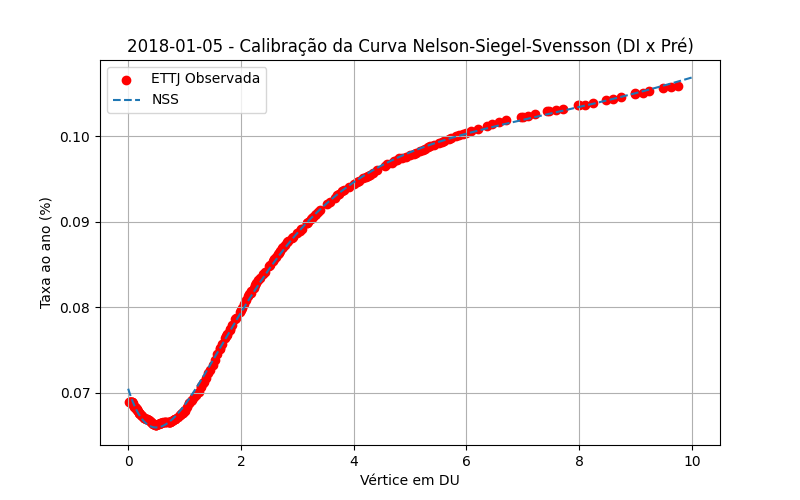 2018-01-05 - Calibração da Curva Nelson-Siegel-Svensson (DI x Pré)
ETTJ Observada
NSS
Taxa ao ano (%)
0.10
0.09
0.08
0.07
0 2 4 6 8 10
Vértice em DU